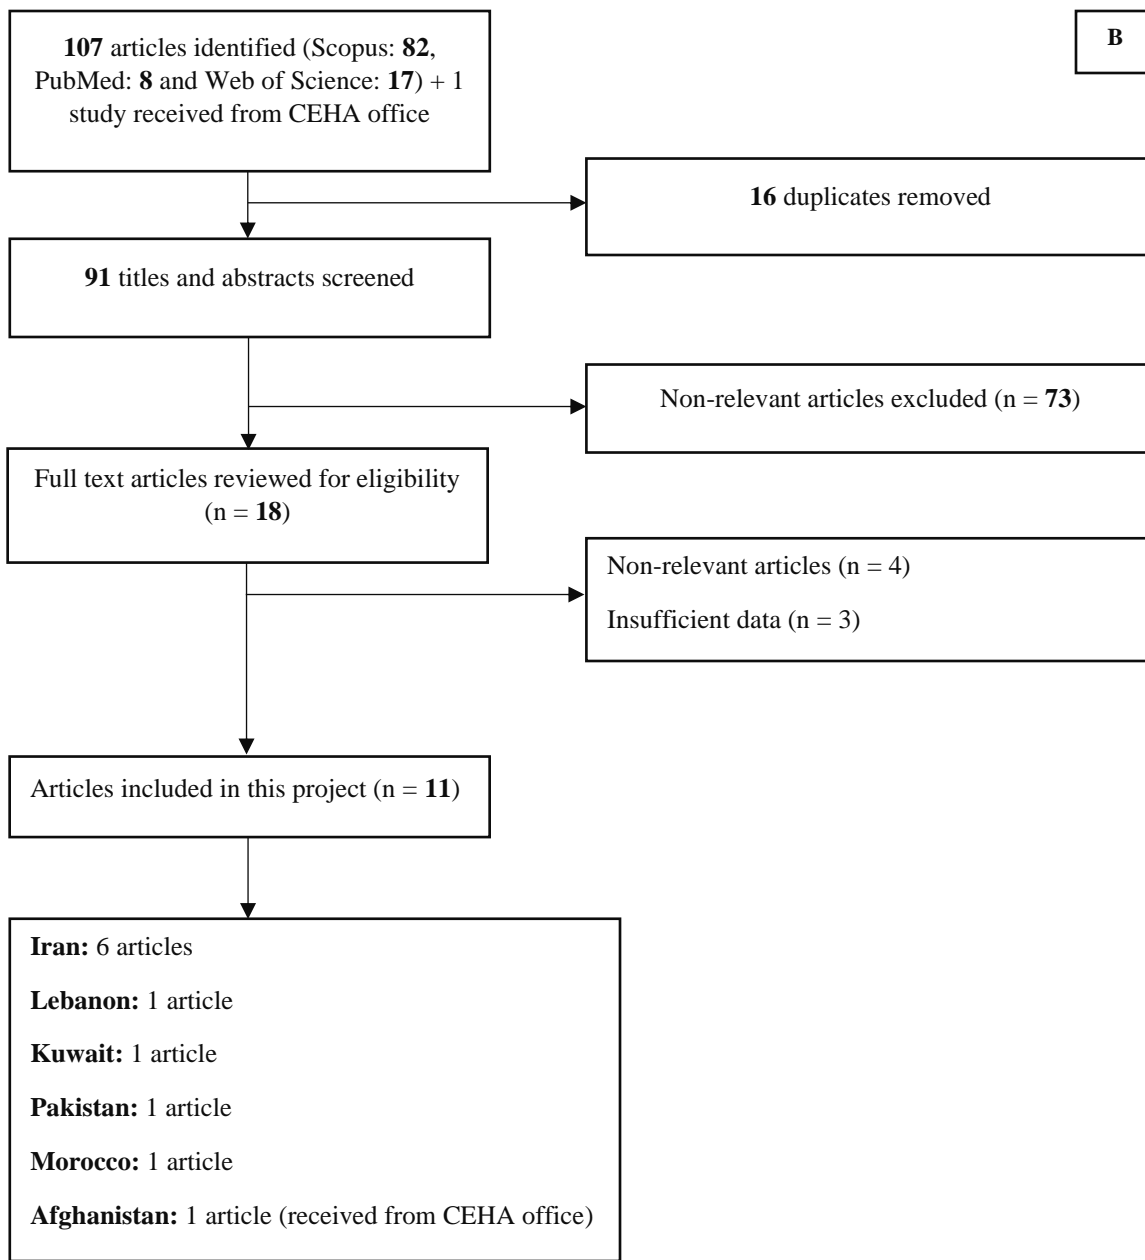 107 articles identified (Scopus: 82,
PubMed: 8 and Web of Science: 17) + 1
study received from CEHA office
B
16 duplicates removed
91 titles and abstracts screened
Non-relevant articles excluded (n = 73)
Full text articles reviewed for eligibility
(n = 18)
Non-relevant articles (n = 4)
Insufficient data (n = 3)
Articles included in this project (n = 11)
Iran: 6 articles
Lebanon: 1 article
Kuwait: 1 article
Pakistan: 1 article
Morocco: 1 article
Afghanistan: 1 article (received from CEHA office)